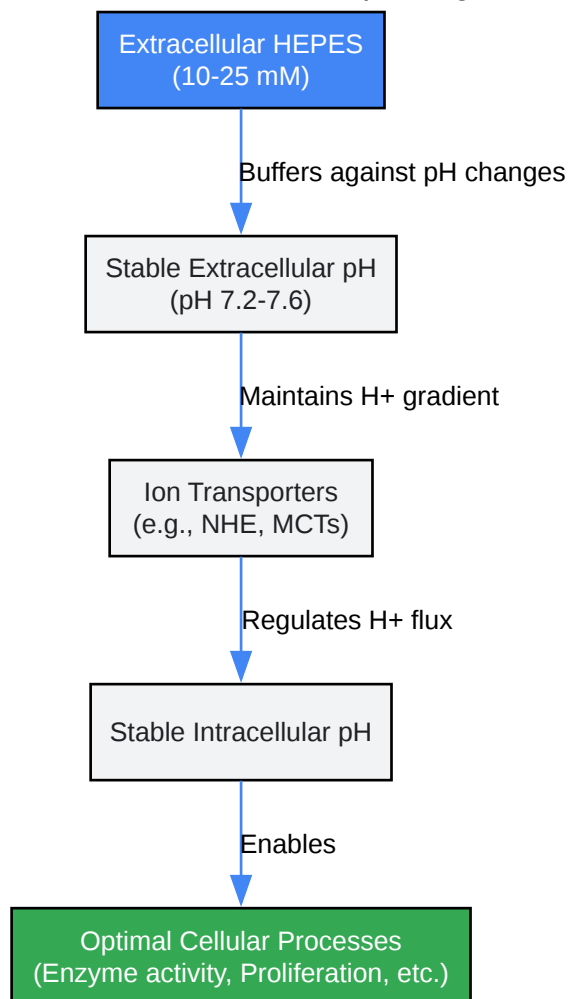 Extracellular HEPES
(10-25 mM)
Buffers against pH changes
Stable Extracellular pH
(pH 7.2-7.6)
Maintains H+ gradient
Ion Transporters
(e.g., NHE, MCTs)
Regulates H+ flux
Stable Intracellular pH
Enables
Optimal Cellular Processes
(Enzyme activity, Proliferation, etc.)